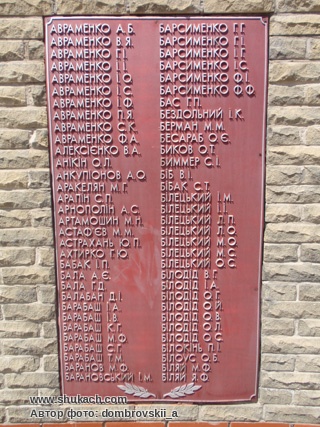 АВРАМЕНКО А.Б.
АВРАМЕНКО В.Я.
АВРАМЕНКО Г.І.
АВРАМЕНКО І.І.
АВРАМЕНКО І.О.
АВРАМЕНКО І.С.
АВРАМЕНКО І.Ф.
АВРАМЕНКО П.Я.
АВРАМЕНКО С.К.
АВРАМЕНКО Ф.А.
АЛЕКСІЄНКО В.А.
АНІКІН О.Л.
АНКУПІОНОВ А.О.
АРАКЕЛЯН М.Г.
АРАПІН С.П.
АРНОПОЛІН А.С.
АРТАМОШИН М.Н.
АСТАФ'ЄВ М.М.
АСТРАХАНЬ Ю.П.
АХТИРКО Г.Ю.
БАБАК І.П.
БАЛА А.Є.
БАЛА Г.Д.
БАЛАБАН Д.І.
БАРАБАШ І.А.
БАРАБАШ І.В.
БАРАБАШ К.Г.
БАРАБАШ М.Ф.
БАРАБАШ С.Г.
БАРАБАШ Т.М.
БАРАНОВ М.Ф.
БАРАНОВСЬКИЙ І.М.
БАРСИМЕНКО Г.Г.
БАРСИМЕНКО Г.І.
БАРСИМЕНКО Г.Г.
БАРСИМЕНКО І.С.
БАРСИМЕНКО Ф.І.
БАРСИМЕНКО Ф.Ф.
БАС Г.П.
БЕЗДОЛЬНИЙ І.К.
БЕРМАН М.М.
БЕСАРАБ О.Є.
БИКОВ О.Т.
БИММЕР С.І.
БІБ В.І.
БІБАК С.Т.
БІЛЕЦЬКИЙ І.М.
БІЛЕЦЬКИЙ І.І.
БІЛЕЦЬКИЙ Л.П.
БІЛЕЦЬКИЙ Л.О.
БІЛЕЦЬКИЙ М.О.
БІЛЕЦЬКИЙ М.С.
БІЛЕЦЬКИЙ О.С.
БІЛОДІД В.Г.
БІЛОДІД І.А.
БІЛОДІД О.Г.
БІЛОДІД О.Й.
БІЛОДІД О.В.
БІЛОДІД О.Л.
БІЛОДІД О.С.
БІЛОКІНЬ П.І.
БІЛОУС О.Б.
БІЛЯЙ М.Ф.
БІЛЯЙ Я.Ф.
www.shukach.com
Автор фото: dombrovskii_a